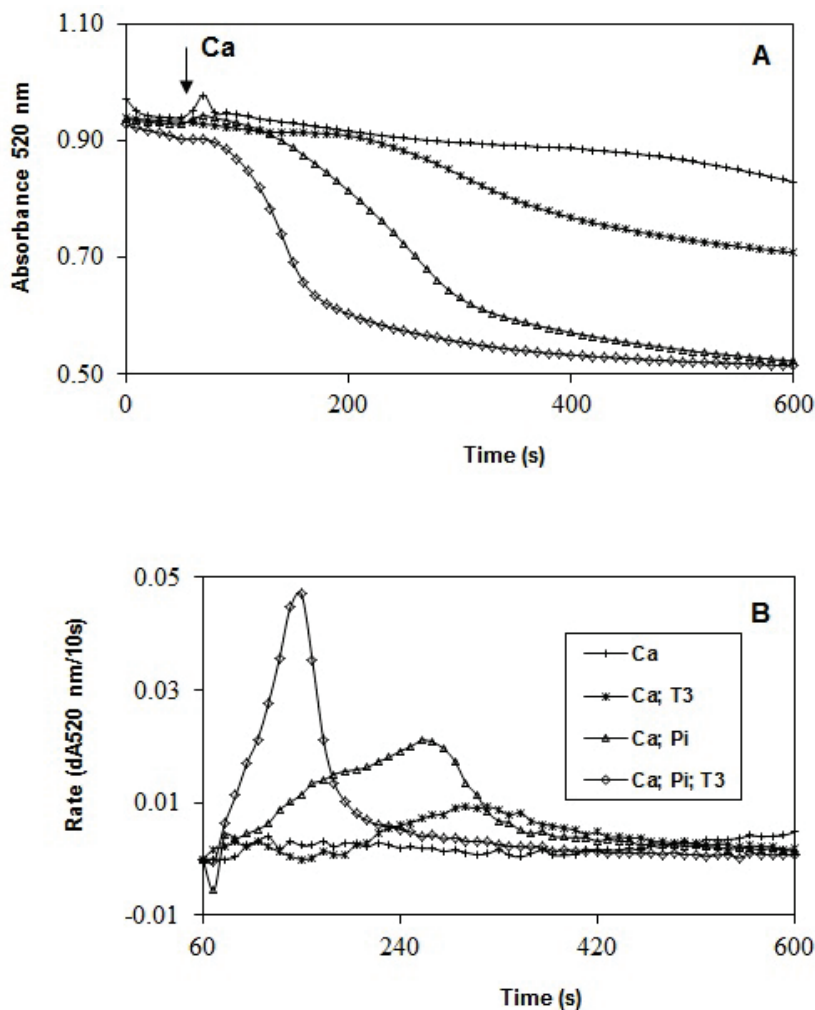 1.10
Ca
A
0.90
0.70
0.50
0
200
400
600
Absorbance 520 nm
Time (s)
0.05
B
0.03
0.01
-0.01
60
240
420
600
Ca
Ca; T3
Ca; Pi
Ca; Pi; T3
Rate (dA520 nm/10s)
Time (s)